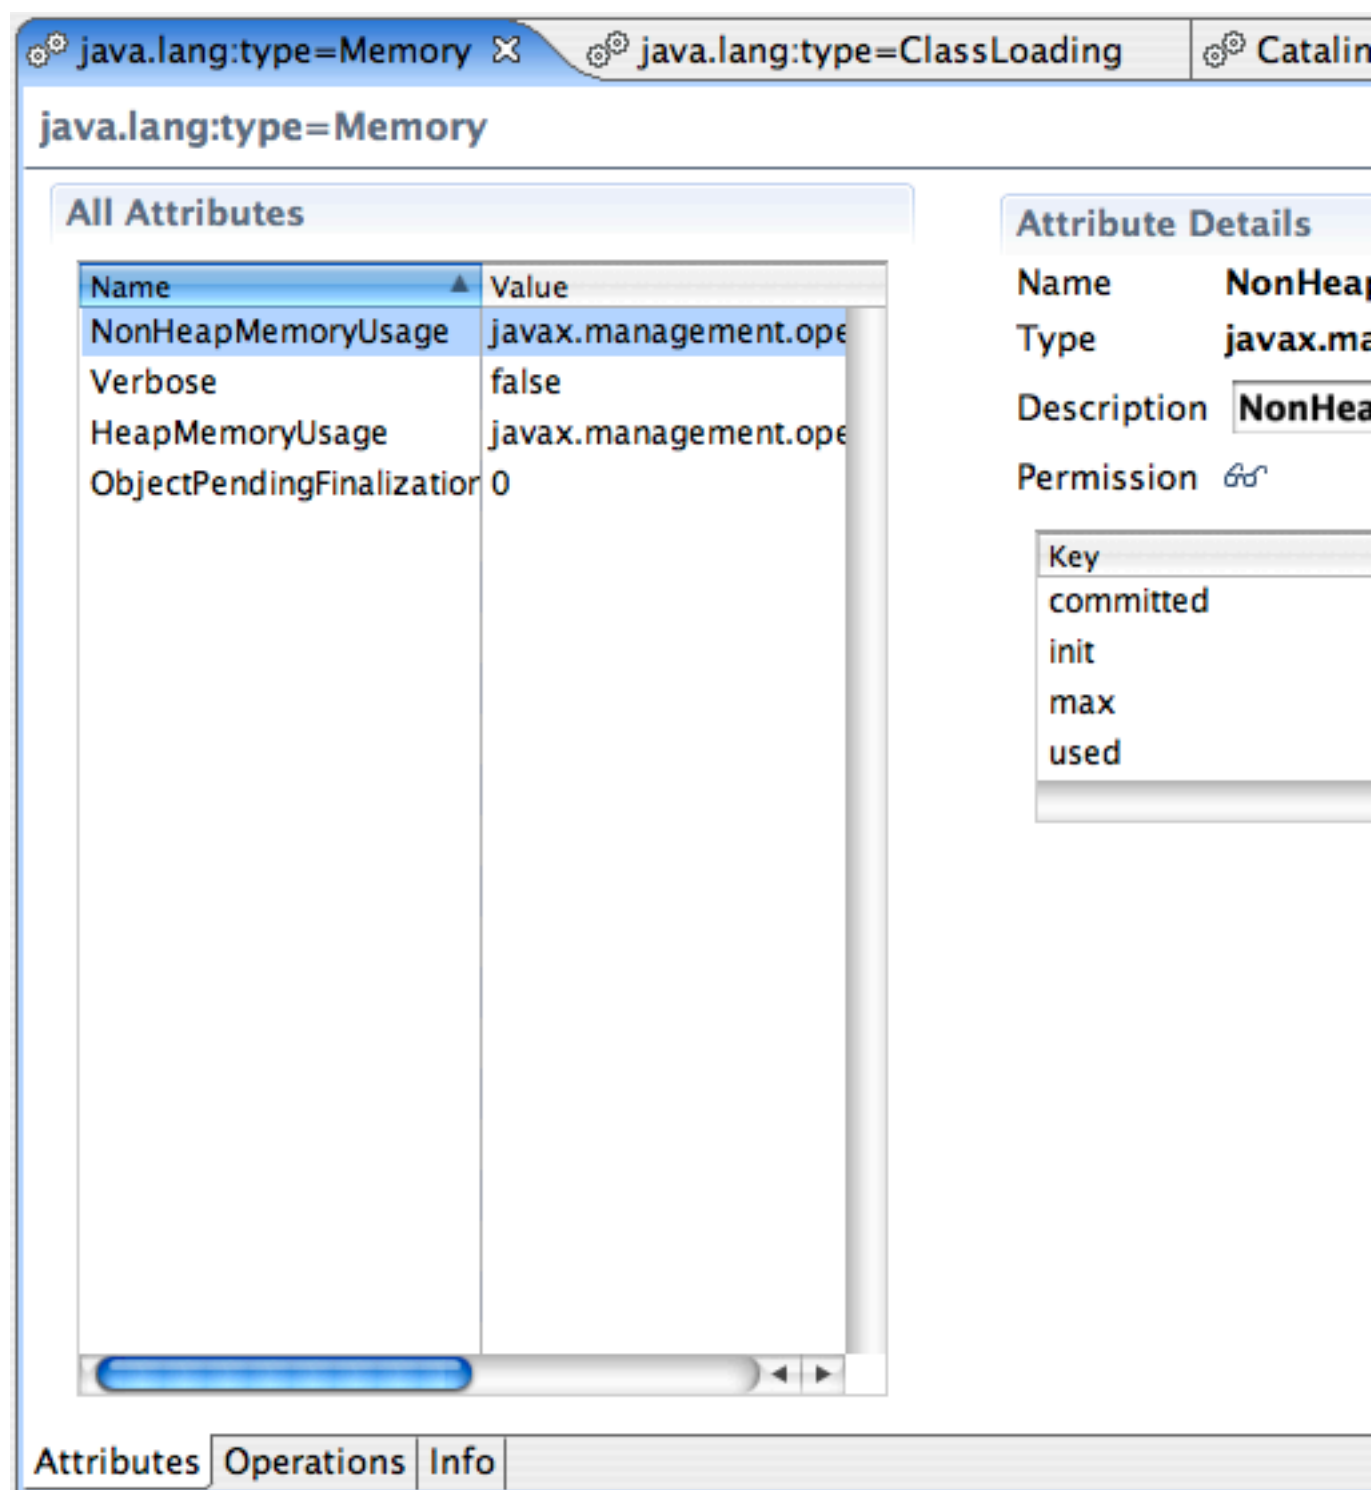 java.lang:type=Memory java.lang:type=ClassLoading Catalin
java.lang:type=Memory
All Attributes
Name Value
NonHeapMemoryUsage javax.management.ope
Verbose false
HeapMemoryUsage javax.management.ope
ObjectPendingFinalization 0
Attribute Details
Name NonHeap
Type javax.ma
Description NonHea
Permission
Key
committed
init
max
used
Attributes Operations Info